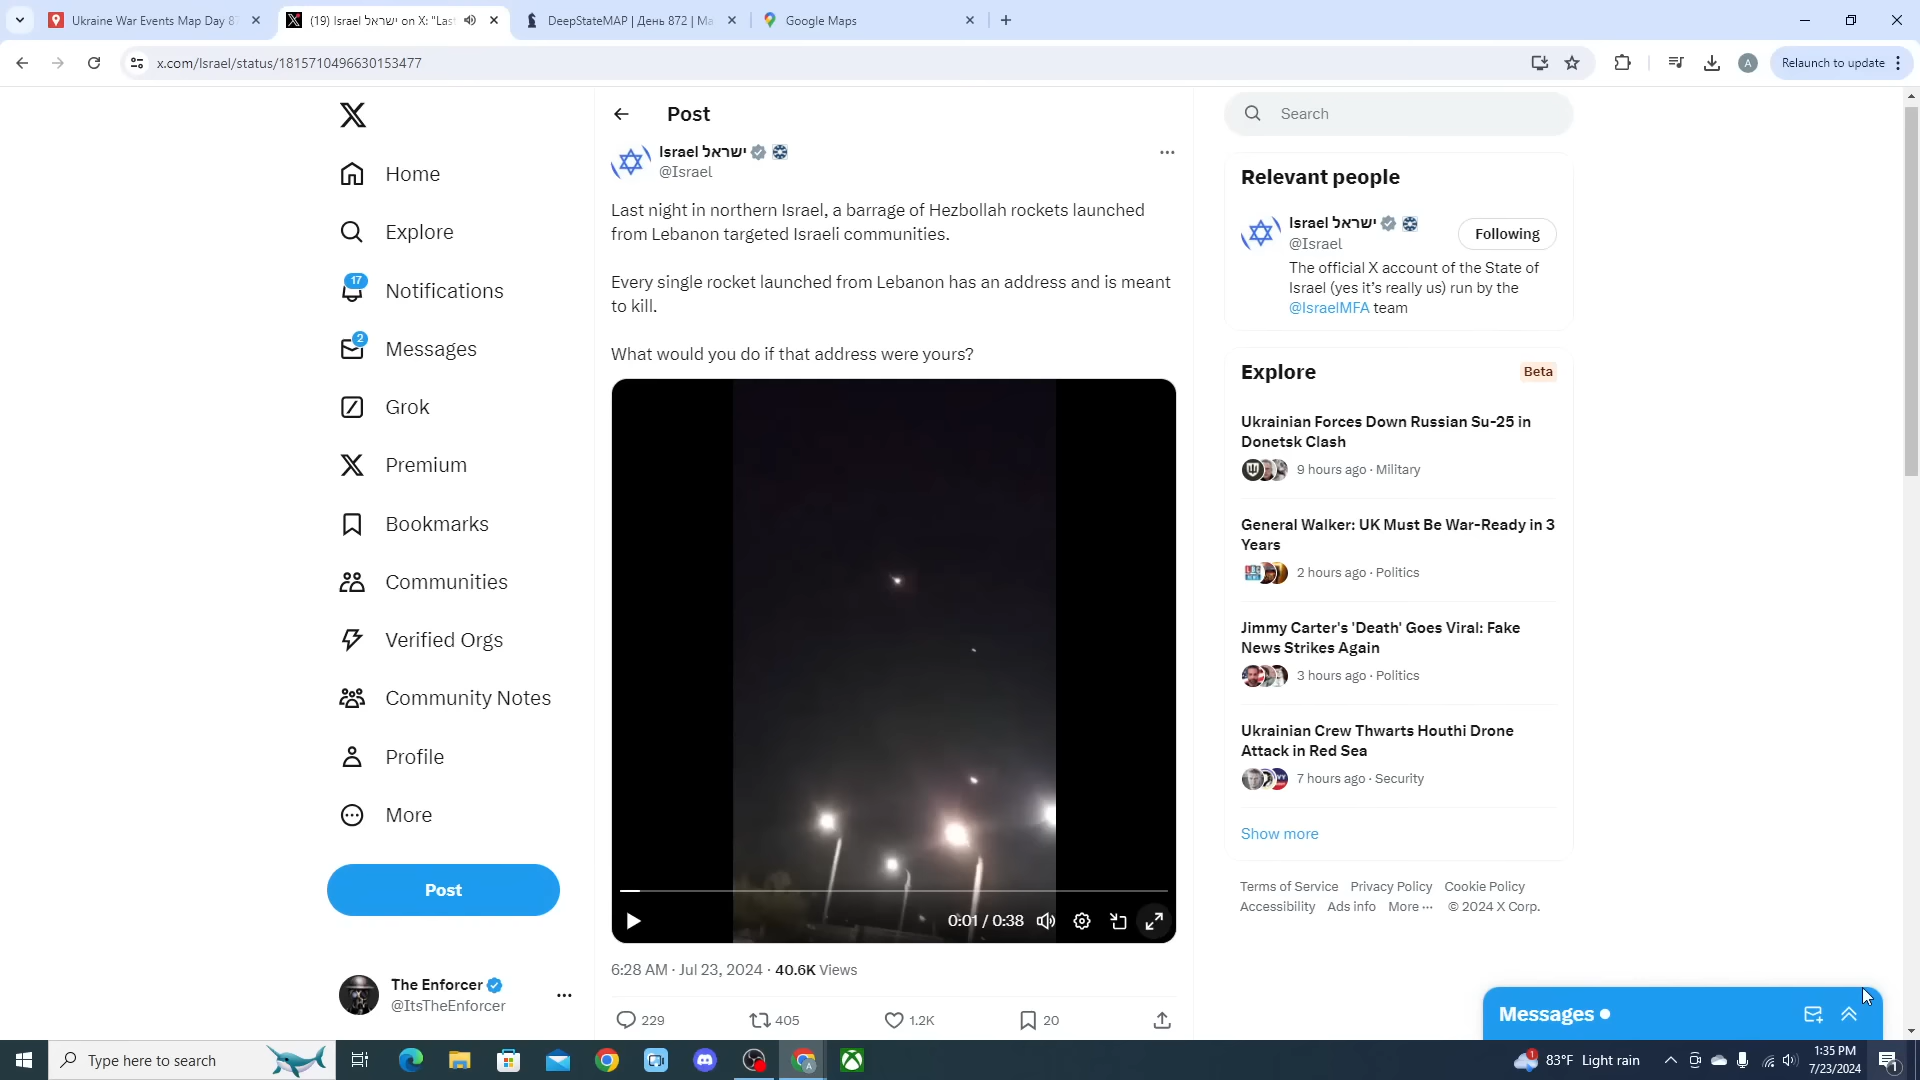 Ukraine War Events Map Day 8
(19) Israel ישראל on X: "Last
DeepStateMAP | День 872 | Ma
Google Maps
x.com/Israel/status/1815710496630153477
A
Relaunch to update
Home
Explore
17
Notifications
2
Messages
Grok
Premium
Bookmarks
Communities
Verified Orgs
Community Notes
Profile
More
Post
The Enforcer
@ItsTheEnforcer
Post
Israel ישראל
@Israel
Last night in northern Israel, a barrage of Hezbollah rockets launched
from Lebanon targeted Israeli communities.
Every single rocket launched from Lebanon has an address and is meant
to kill.
What would you do if that address were yours?
0:01 / 0:38
6:28 AM · Jul 23, 2024 · 40.6K Views
229
405
1.2K
20
Search
Relevant people
Israel ישראל
@Israel
Following
The official X account of the State of
Israel (yes it's really us) run by the
@IsraelMFA team
Explore
Beta
Ukrainian Forces Down Russian Su-25 in
Donetsk Clash
9 hours ago · Military
General Walker: UK Must Be War-Ready in 3
Years
2 hours ago · Politics
Jimmy Carter's 'Death' Goes Viral: Fake
News Strikes Again
3 hours ago · Politics
Ukrainian Crew Thwarts Houthi Drone
Attack in Red Sea
7 hours ago · Security
Show more
Terms of Service Privacy Policy Cookie Policy
Accessibility Ads info More ··· © 2024 X Corp.
Messages
Type here to search
83°F Light rain
1:35 PM
7/23/2024